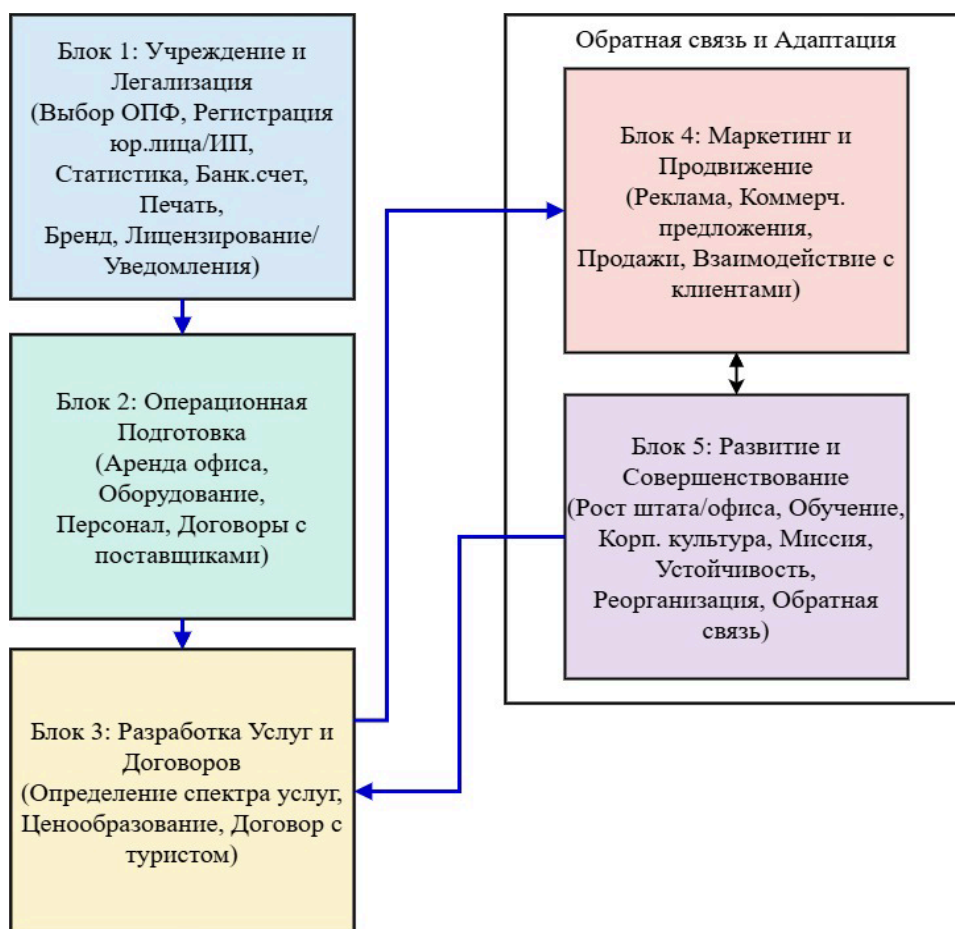 Блок 1: Учреждение и
Легализация
(Выбор ОПФ, Регистрация
юр.лица/ИП,
Статистика, Банк.счет,
Печать,
Бренд, Лицензирование/
Уведомления)
Блок 2: Операционная
Подготовка
(Аренда офиса,
Оборудование,
Персонал, Договоры с
поставщиками)
Блок 3: Разработка Услуг и
Договоров
(Определение спектра услуг,
Ценообразование, Договор с
туристом)
Обратная связь и Адаптация
Блок 4: Маркетинг и
Продвижение
(Реклама, Коммерч.
предложения,
Продажи, Взаимодействие с
клиентами)
Блок 5: Развитие и
Совершенствование
(Рост штата/офиса, Обучение,
Корп. культура, Миссия,
Устойчивость,
Реорганизация, Обратная
связь)